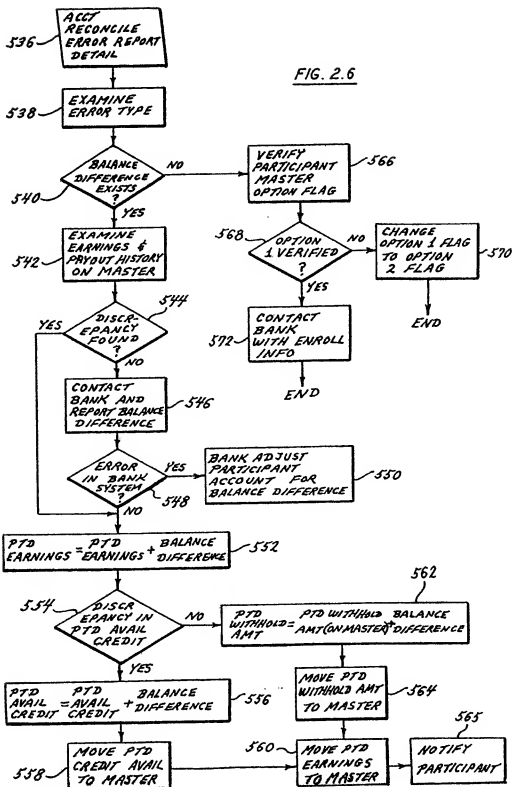 ACCT
RECONCILE
ERROR REPORT
DETAIL
536
FIG. 2.6
EXAMINE
ERROR TYPE
538
BALANCE
DIFFERENCE
EXISTS
?
540
NO
YES
VERIFY
PARTICIPANT
MASTER
OPTION FLAG
566
EXAMINE
EARNINGS &
PAYOUT HISTORY
ON MASTER
542
568
OPTION
1 VERIFIED
?
NO
YES
CHANGE
OPTION 1 FLAG
TO OPTION
2 FLAG
570
END
544
YES
DISCR-
EPANCY
FOUND
?
NO
572
CONTACT
BANK
WITH ENROLL
INFO
END
CONTACT
BANK AND
REPORT BALANCE
DIFFERENCE
546
ERROR
IN BANK
SYSTEM
?
548
YES
NO
BANK ADJUST
PARTICIPANT
ACCOUNT FOR
BALANCE DIFFERENCE
550
PTD = PTD + BALANCE
EARNINGS EARNINGS DIFFERENCE
552
554
DISCR
EPANCY IN
PTD AVAIL
CREDIT
NO
YES
562
PTD PTD WITHHOLD BALANCE
WITHHOLD = AMT (ON MASTER) + DIFFERENCE
AMT
PTD PTD BALANCE
AVAIL = AVAIL + DIFFERENCE
CREDIT CREDIT
556
MOVE PTD
WITHHOLD AMT
TO MASTER
564
558
MOVE PTD
CREDIT AVAIL
TO MASTER
560
MOVE PTD
EARNINGS
TO MASTER
565
NOTIFY
PARTICIPANT